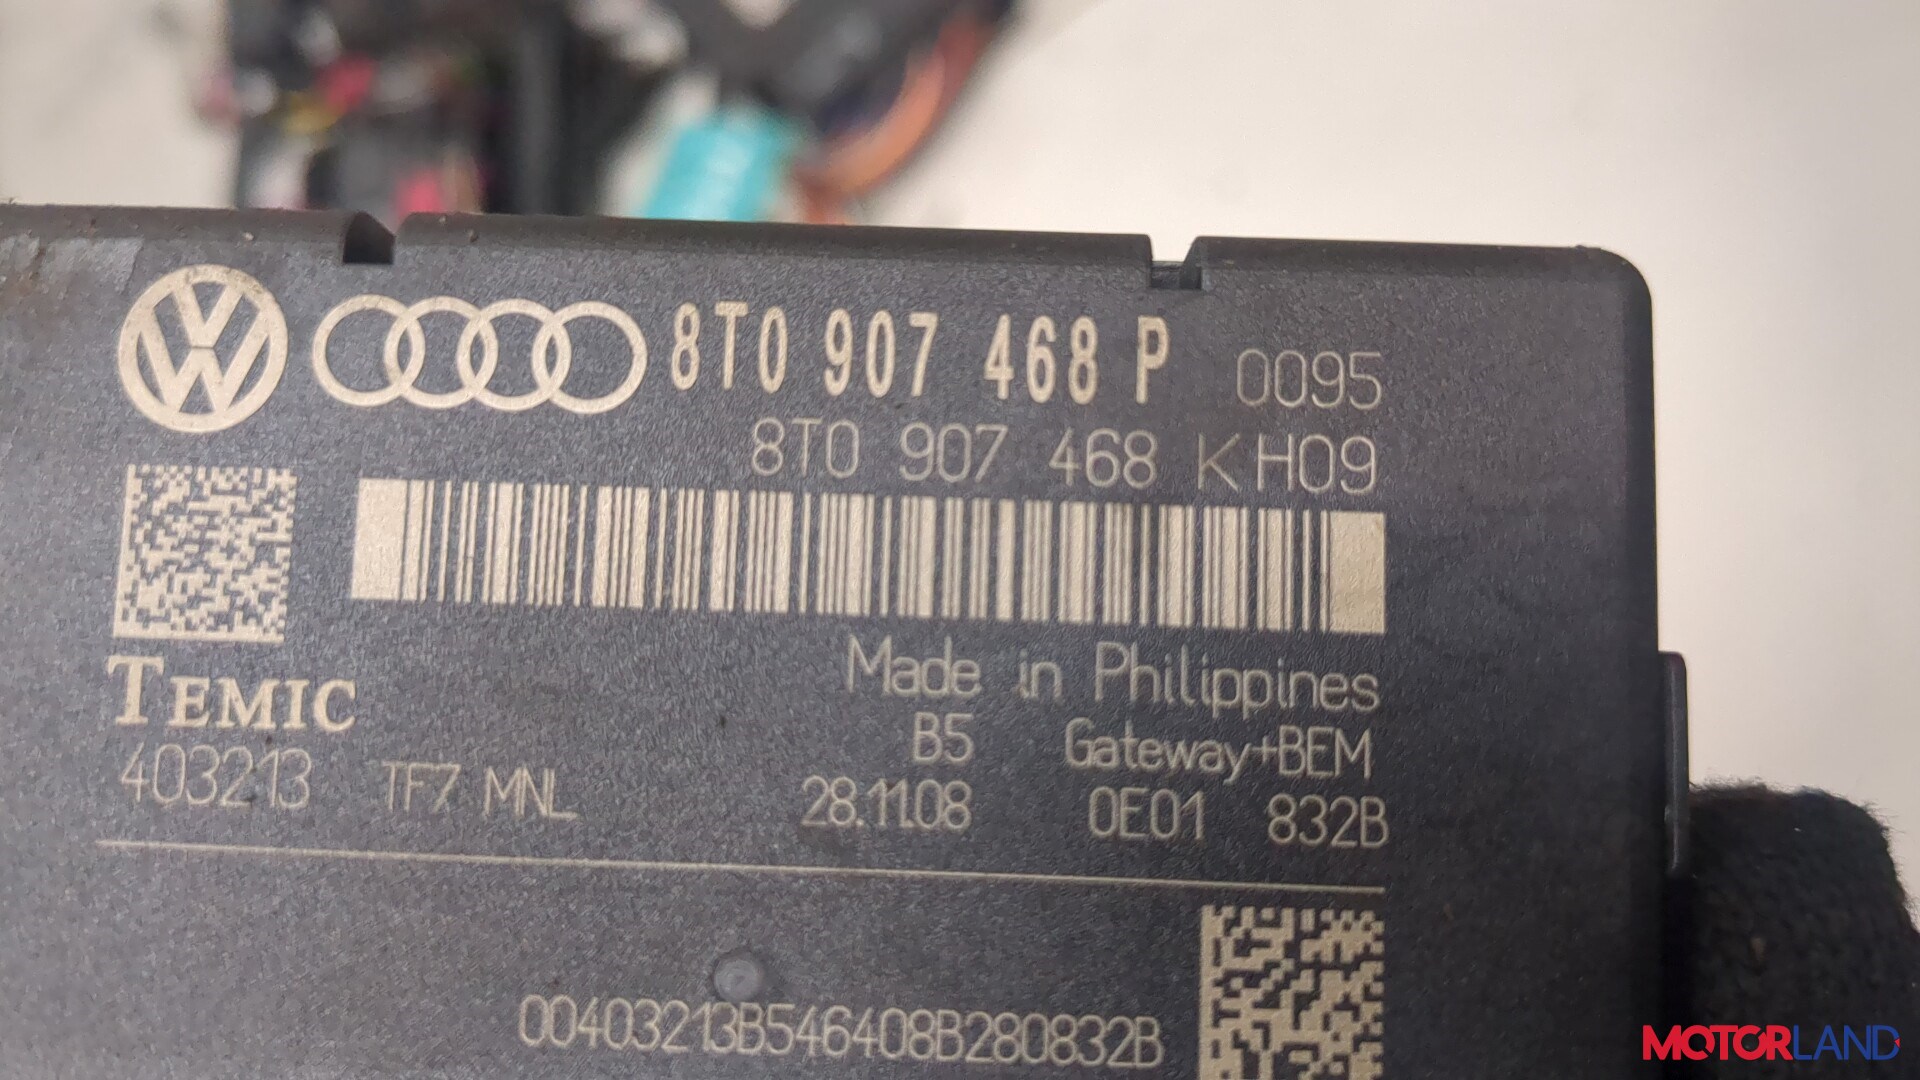 8T0 907 468 P 0095
8T0 907 468 K H09
TEMIC
Made in Philippines
B5 Gateway+BEM
403213 TF7 MNL 28.11.08 0E01 832B
00403213B546408B280832B
MOTORLAND